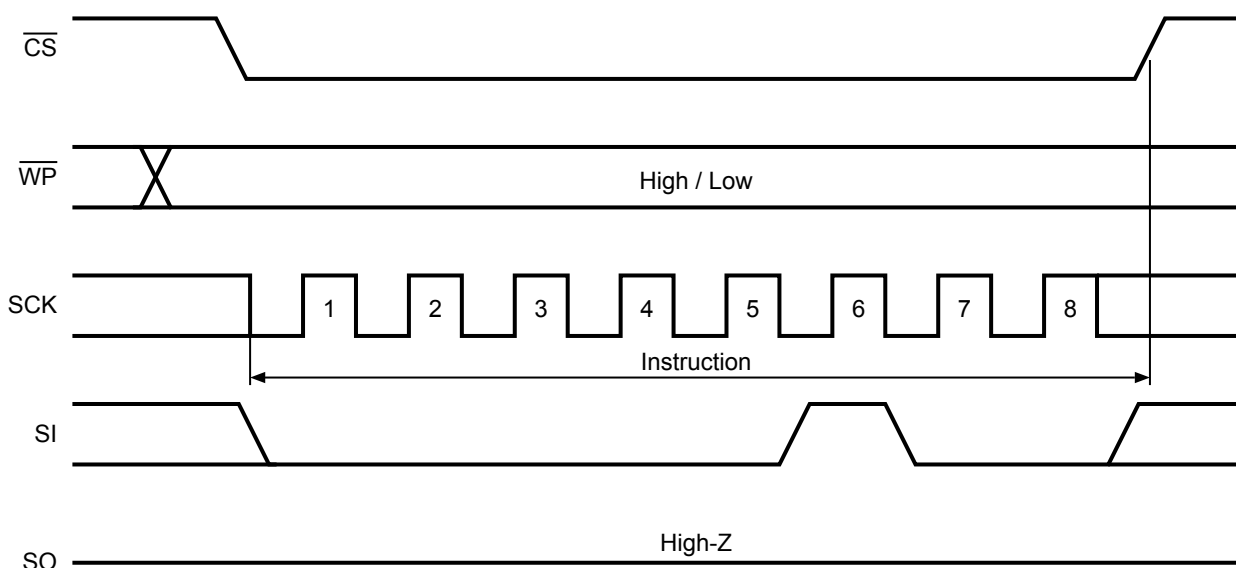 CS
WP
High / Low
SCK
1 2 3 4 5 6 7 8
Instruction
SI
High-Z
SO